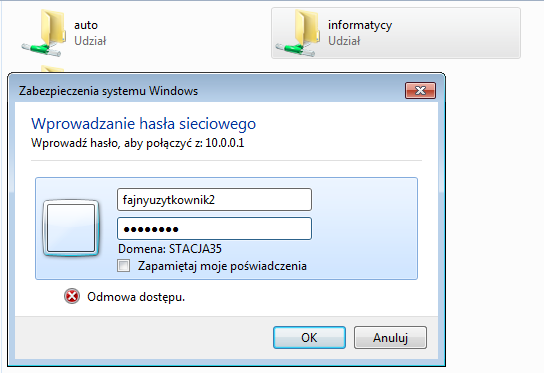 auto
Udział
informatycy
Udział
Zabezpieczenia systemu Windows
Wprowadzanie hasła sieciowego
Wprowadź hasło, aby połączyć z: 10.0.0.1
fajnyuzytkownik2
●●●●●●●●
Domena: STACJA35
Zapamiętaj moje poświadczenia
Odmowa dostępu.
OK
Anuluj